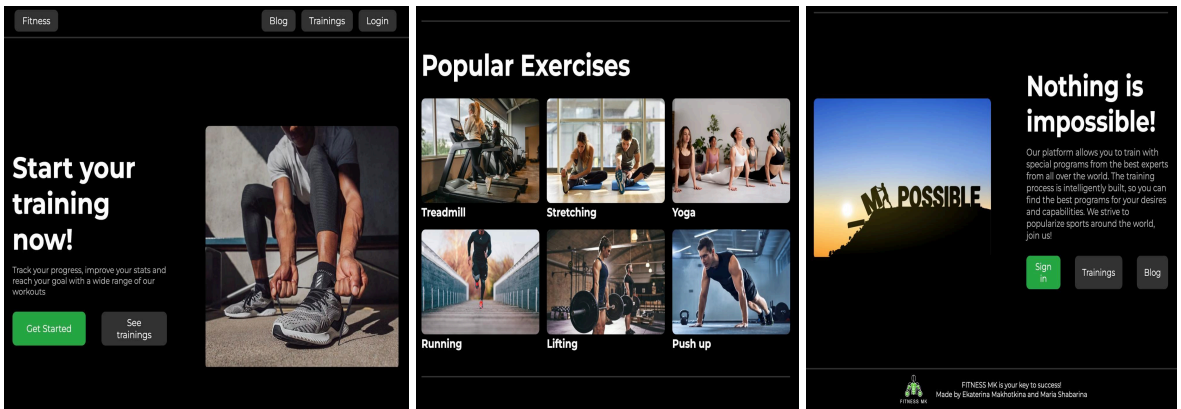 Fitness
Blog
Trainings
Login
Start your
training
now!
Track your progress, improve your stats and
reach your goal with a wide range of our
workouts
Get Started
See
trainings
Popular Exercises
Treadmill
Stretching
Yoga
Running
Lifting
Push up
IM POSSIBLE
Nothing is
impossible!
Our platform allows you to train with
special programs from the best experts
from all over the world. The training
process is intelligently built, so you can
find the best programs for your desires
and capabilities. We strive to
popularize sports around the world,
join us!
Sign
in
Trainings
Blog
FITNESS MK
FITNESS MK is your key to success!
Made by Ekaterina Makhotkina and Maria Shabarina